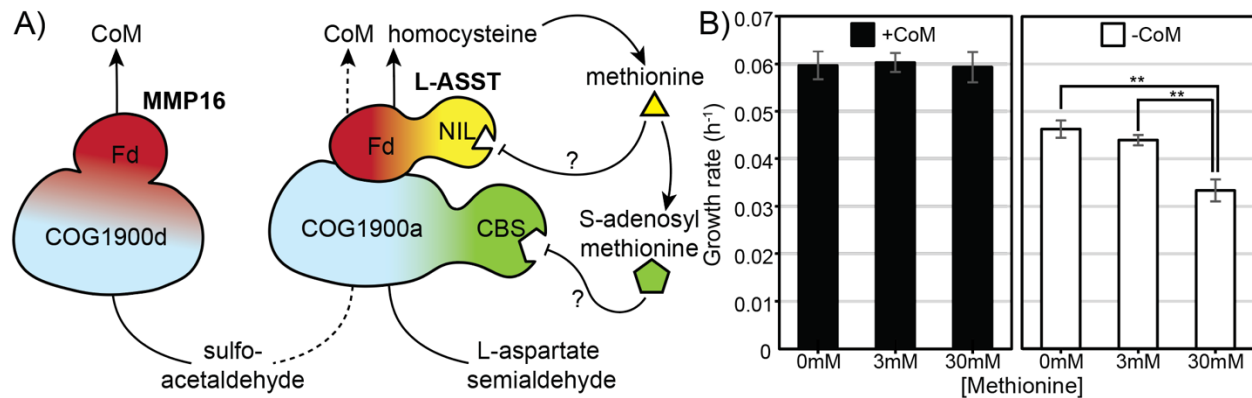 A)
CoM
MMP16
Fd
COG1900d
sulfo-
acetaldehyde
CoM homocysteine
L-ASST
Fd
NIL
COG1900a
CBS
L-aspartate
semialdehyde
methionine
?
S-adenosyl
methionine
?
B)
+CoM
-CoM
**
**
Growth rate (h⁻¹)
0.06
0.05
0.04
0.03
0.02
0.01
0
0mM 3mM 30mM 0mM 3mM 30mM
[Methionine]